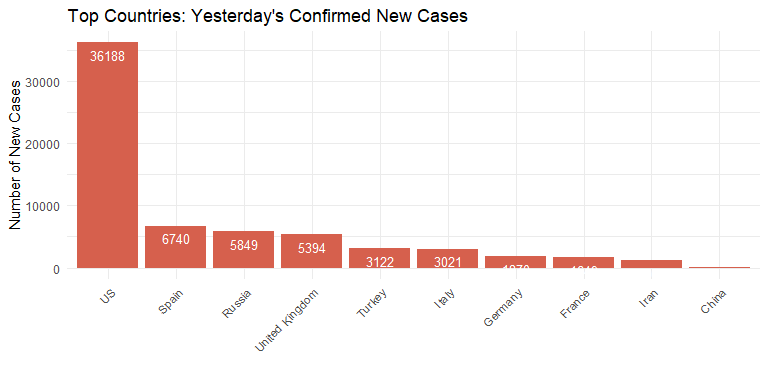 Top Countries: Yesterday's Confirmed New Cases
Number of New Cases
30000
20000
10000
0
36188
6740
5849
5394
3122
3021
US
Spain
Russia
United Kingdom
Turkey
Italy
Germany
France
Iran
China